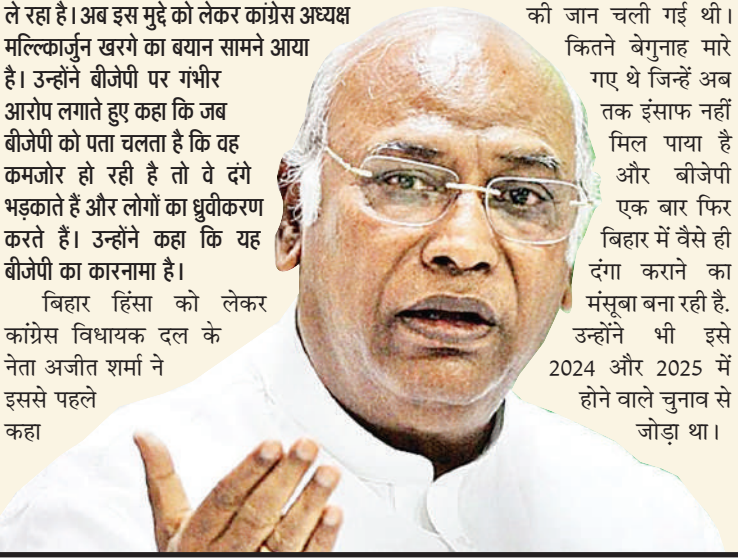 ले रहा है। अब इस मुद्दे को लेकर कांग्रेस अध्यक्ष
मल्ल्किार्जुन खरगे का बयान सामने आया
है। उन्होंने बीजेपी पर गंभीर
आरोप लगाते हुए कहा कि जब
बीजेपी को पता चलता है कि वह
कमजोर हो रही है तो वे दंगे
भड़काते हैं और लोगों का ध्रुवीकरण
करते हैं। उन्होंने कहा कि यह
बीजेपी का कारनामा है।
बिहार हिंसा को लेकर
कांग्रेस विधायक दल के
नेता अजीत शर्मा ने
इससे पहले
कहा
की जान चली गई थी।
कितने बेगुनाह मारे
गए थे जिन्हें अब
तक इंसाफ नहीं
मिल पाया है
और बीजेपी
एक बार फिर
बिहार में वैसे ही
दंगा कराने का
मंसूबा बना रही है.
उन्होंने भी इसे
2024 और 2025 में
होने वाले चुनाव से
जोड़ा था।